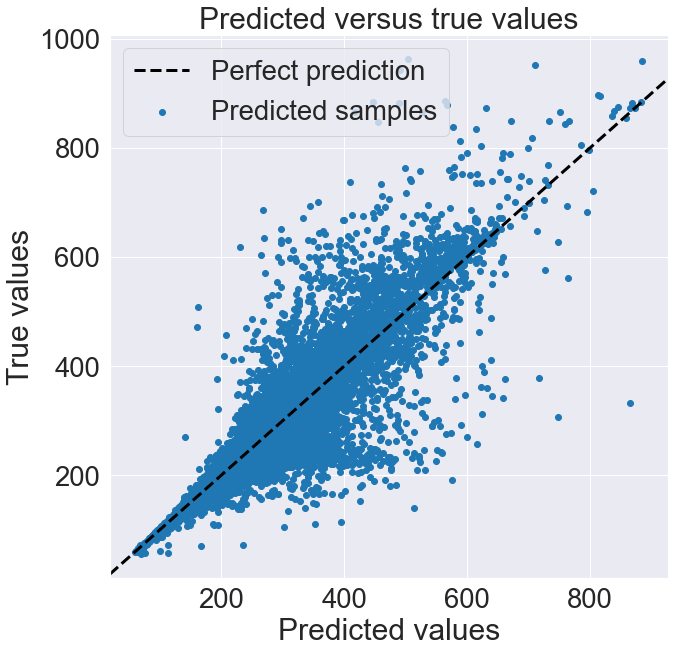 Predicted versus true values
1000
800
600
400
200
True values
Perfect prediction
Predicted samples
200 400 600 800
Predicted values